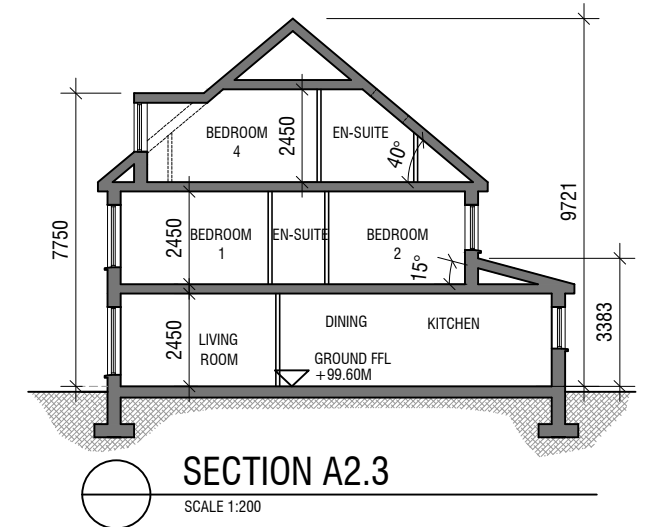 BEDROOM
4
2450
EN-SUITE
40°
9721
7750
2450
BEDROOM
1
EN-SUITE
BEDROOM
2
15°
3383
2450
LIVING
ROOM
DINING
KITCHEN
GROUND FFL
+99.60M
SECTION A2.3
SCALE 1:200